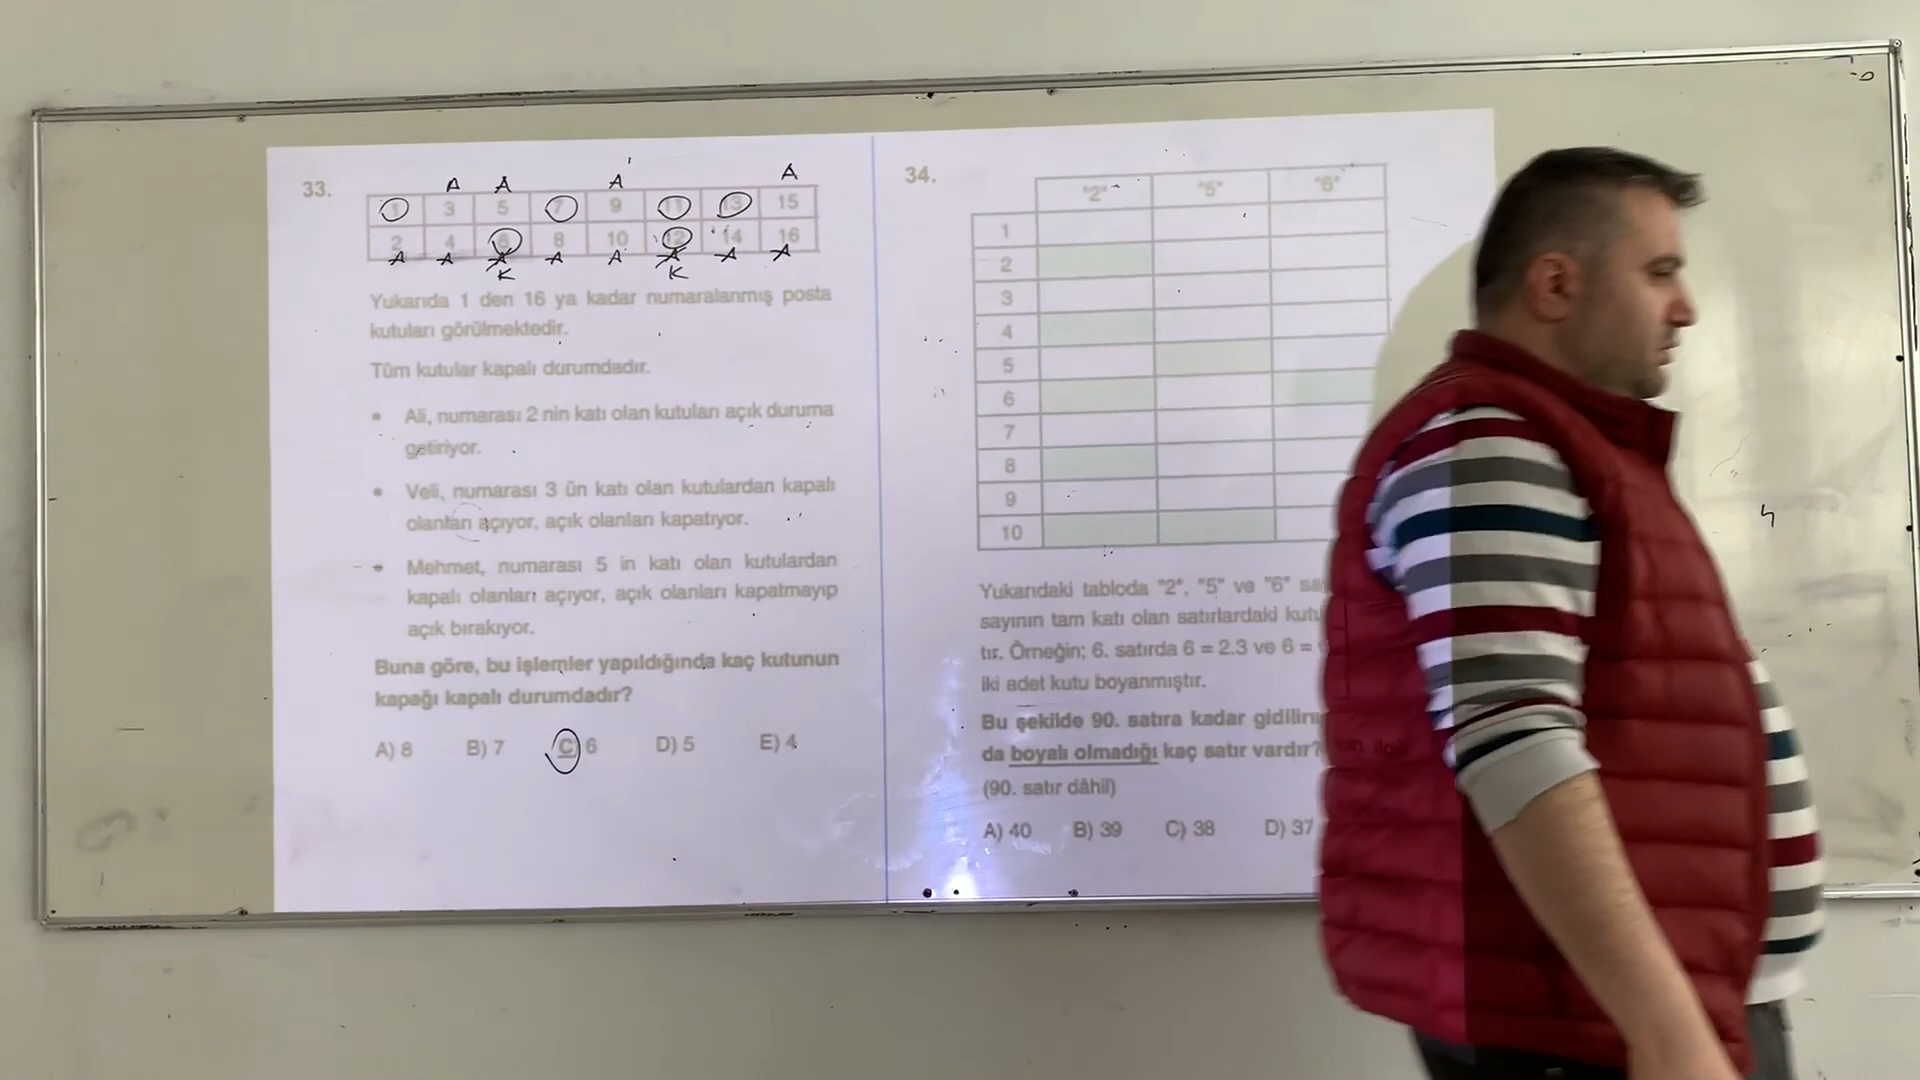 33.
A A A A
1 3 5 7 9 11 13 15
2 4 6 8 10 12 14 16
A A A A A A A A
K K
Yukarıda 1 den 16 ya kadar numaralanmış posta
kutuları görülmektedir.
Tüm kutular kapalı durumdadır.
• Ali, numarası 2 nin katı olan kutuları açık duruma
getiriyor.
• Veli, numarası 3 ün katı olan kutulardan kapalı
olanları açıyor, açık olanları kapatıyor.
• Mehmet, numarası 5 in katı olan kutulardan
kapalı olanları açıyor, açık olanları kapatmayıp
açık bırakıyor.
Buna göre, bu işlemler yapıldığında kaç kutunun
kapağı kapalı durumdadır?
A) 8 B) 7 C) 6 D) 5 E) 4
34.
"2" "5" "6"
1
2
3
4
5
6
7
8
9
10
Yukarıdaki tabloda "2", "5" ve "6"
sayının tam katı olan satırlardaki
tır. Örneğin; 6. satırda 6 = 2.3 ve 6 =
iki adet kutu boyanmıştır.
Bu şekilde 90. satıra kadar
da boyalı olmadığı kaç satır vardır?
(90. satır dâhil)
A) 40 B) 39 C) 38 D) 37